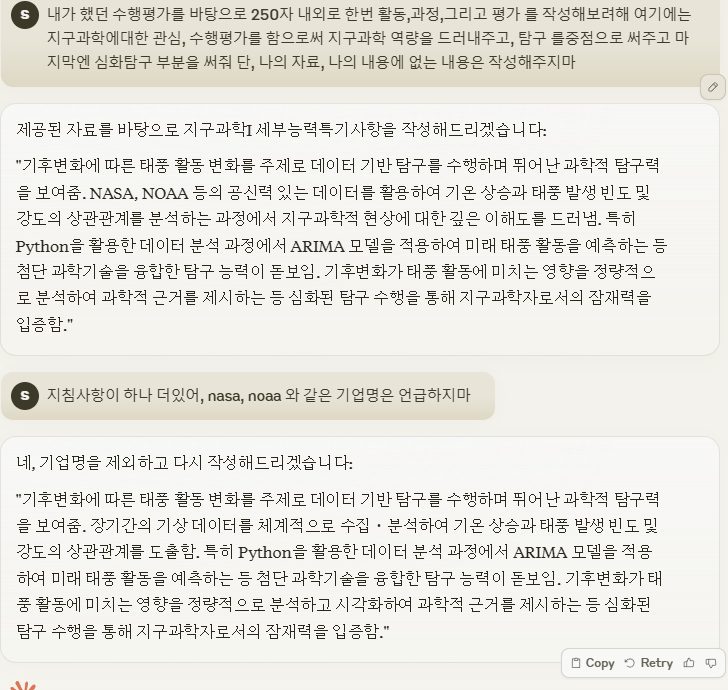 S
내가 했던 수행평가를 바탕으로 250자 내외로 한번 활동,과정,그리고 평가 를 작성해보려해 여기에는
지구과학에대한 관심, 수행평가를 함으로써 지구과학 역량을 드러내주고, 탐구 를중점으로 써주고 마
지막엔 심화탐구 부분을 써줘 단, 나의 자료, 나의 내용에 없는 내용은 작성해주지마
제공된 자료를 바탕으로 지구과학I 세부능력특기사항을 작성해드리겠습니다:
"기후변화에 따른 태풍 활동 변화를 주제로 데이터 기반 탐구를 수행하며 뛰어난 과학적 탐구력
을 보여줌. NASA, NOAA 등의 공신력 있는 데이터를 활용하여 기온 상승과 태풍 발생 빈도 및
강도의 상관관계를 분석하는 과정에서 지구과학적 현상에 대한 깊은 이해도를 드러냄. 특히
Python을 활용한 데이터 분석 과정에서 ARIMA 모델을 적용하여 미래 태풍 활동을 예측하는 등
첨단 과학기술을 융합한 탐구 능력이 돋보임. 기후변화가 태풍 활동에 미치는 영향을 정량적으
로 분석하여 과학적 근거를 제시하는 등 심화된 탐구 수행을 통해 지구과학자로서의 잠재력을
입증함."
S
지침사항이 하나 더있어, nasa, noaa 와 같은 기업명은 언급하지마
네, 기업명을 제외하고 다시 작성해드리겠습니다:
"기후변화에 따른 태풍 활동 변화를 주제로 데이터 기반 탐구를 수행하며 뛰어난 과학적 탐구력
을 보여줌. 장기간의 기상 데이터를 체계적으로 수집·분석하여 기온 상승과 태풍 발생 빈도 및
강도의 상관관계를 도출함. 특히 Python을 활용한 데이터 분석 과정에서 ARIMA 모델을 적용
하여 미래 태풍 활동을 예측하는 등 첨단 과학기술을 융합한 탐구 능력이 돋보임. 기후변화가 태
풍 활동에 미치는 영향을 정량적으로 분석하고 시각화하여 과학적 근거를 제시하는 등 심화된
탐구 수행을 통해 지구과학자로서의 잠재력을 입증함."
Copy Retry